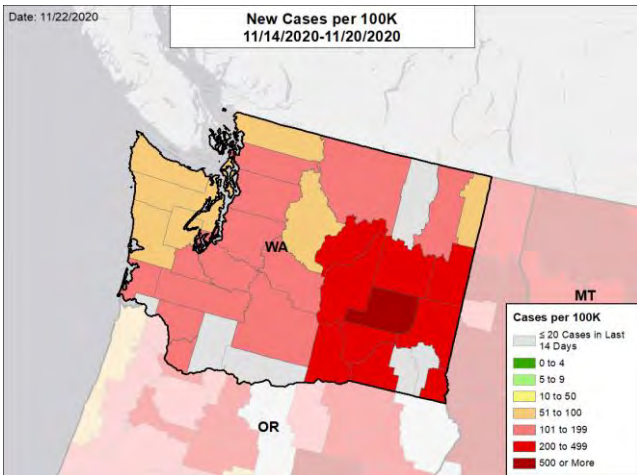 Date: 11/22/2020
New Cases per 100K
11/14/2020-11/20/2020
WA
MT
OR
Cases per 100K
≤ 20 Cases in Last
14 Days
0 to 4
5 to 9
10 to 50
51 to 100
101 to 199
200 to 499
500 or More